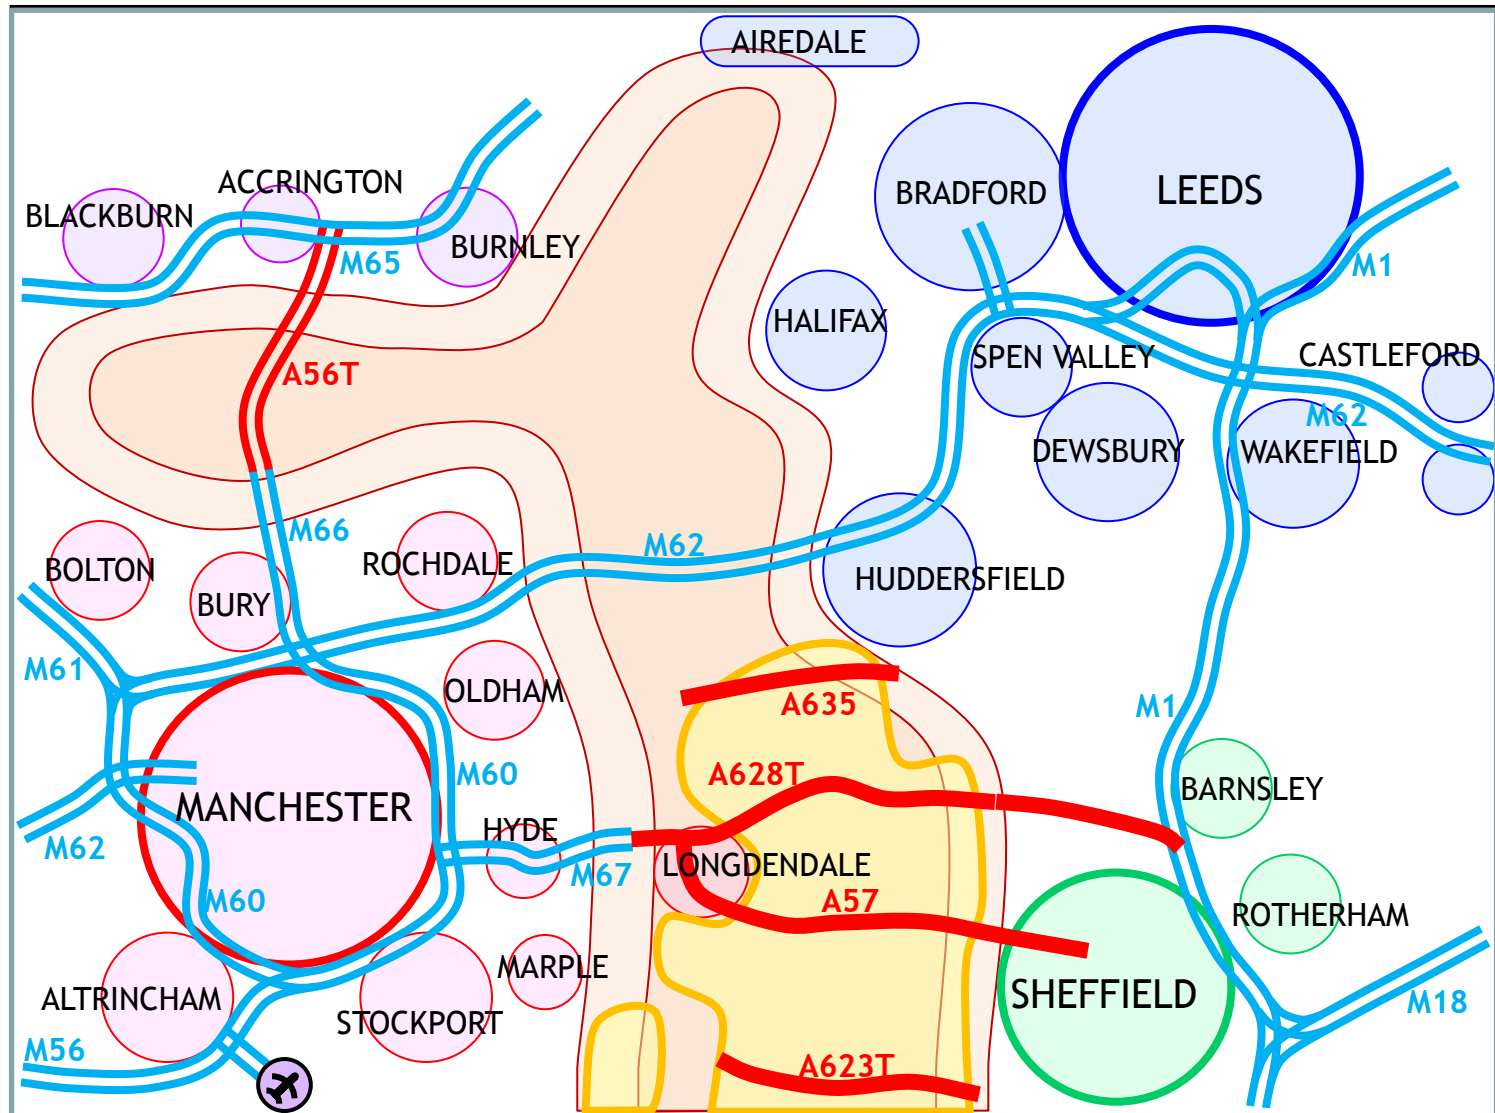 AIREDALE
ACCRINGTON
BLACKBURN
BRADFORD
LEEDS
BURNLEY
M65
M1
HALIFAX
SPEN VALLEY
CASTLEFORD
A56T
M62
DEWSBURY
WAKEFIELD
M66
M62
BOLTON
ROCHDALE
HUDDERSFIELD
BURY
M61
OLDHAM
A635
M1
M60
A628T
BARNSLEY
MANCHESTER
HYDE
M62
M67
LONGDENDALE
M60
A57
ROTHERHAM
MARPLE
ALTRINCHAM
SHEFFIELD
M18
STOCKPORT
M56
A623T